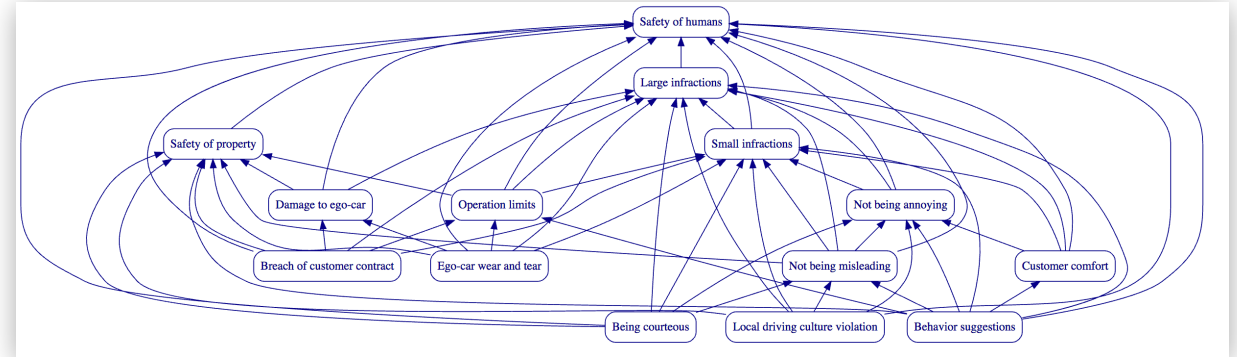 Safety of humans
Large infractions
Safety of property
Small infractions
Damage to ego-car
Operation limits
Not being annoying
Breach of customer contract
Ego-car wear and tear
Not being misleading
Customer comfort
Being courteous
Local driving culture violation
Behavior suggestions